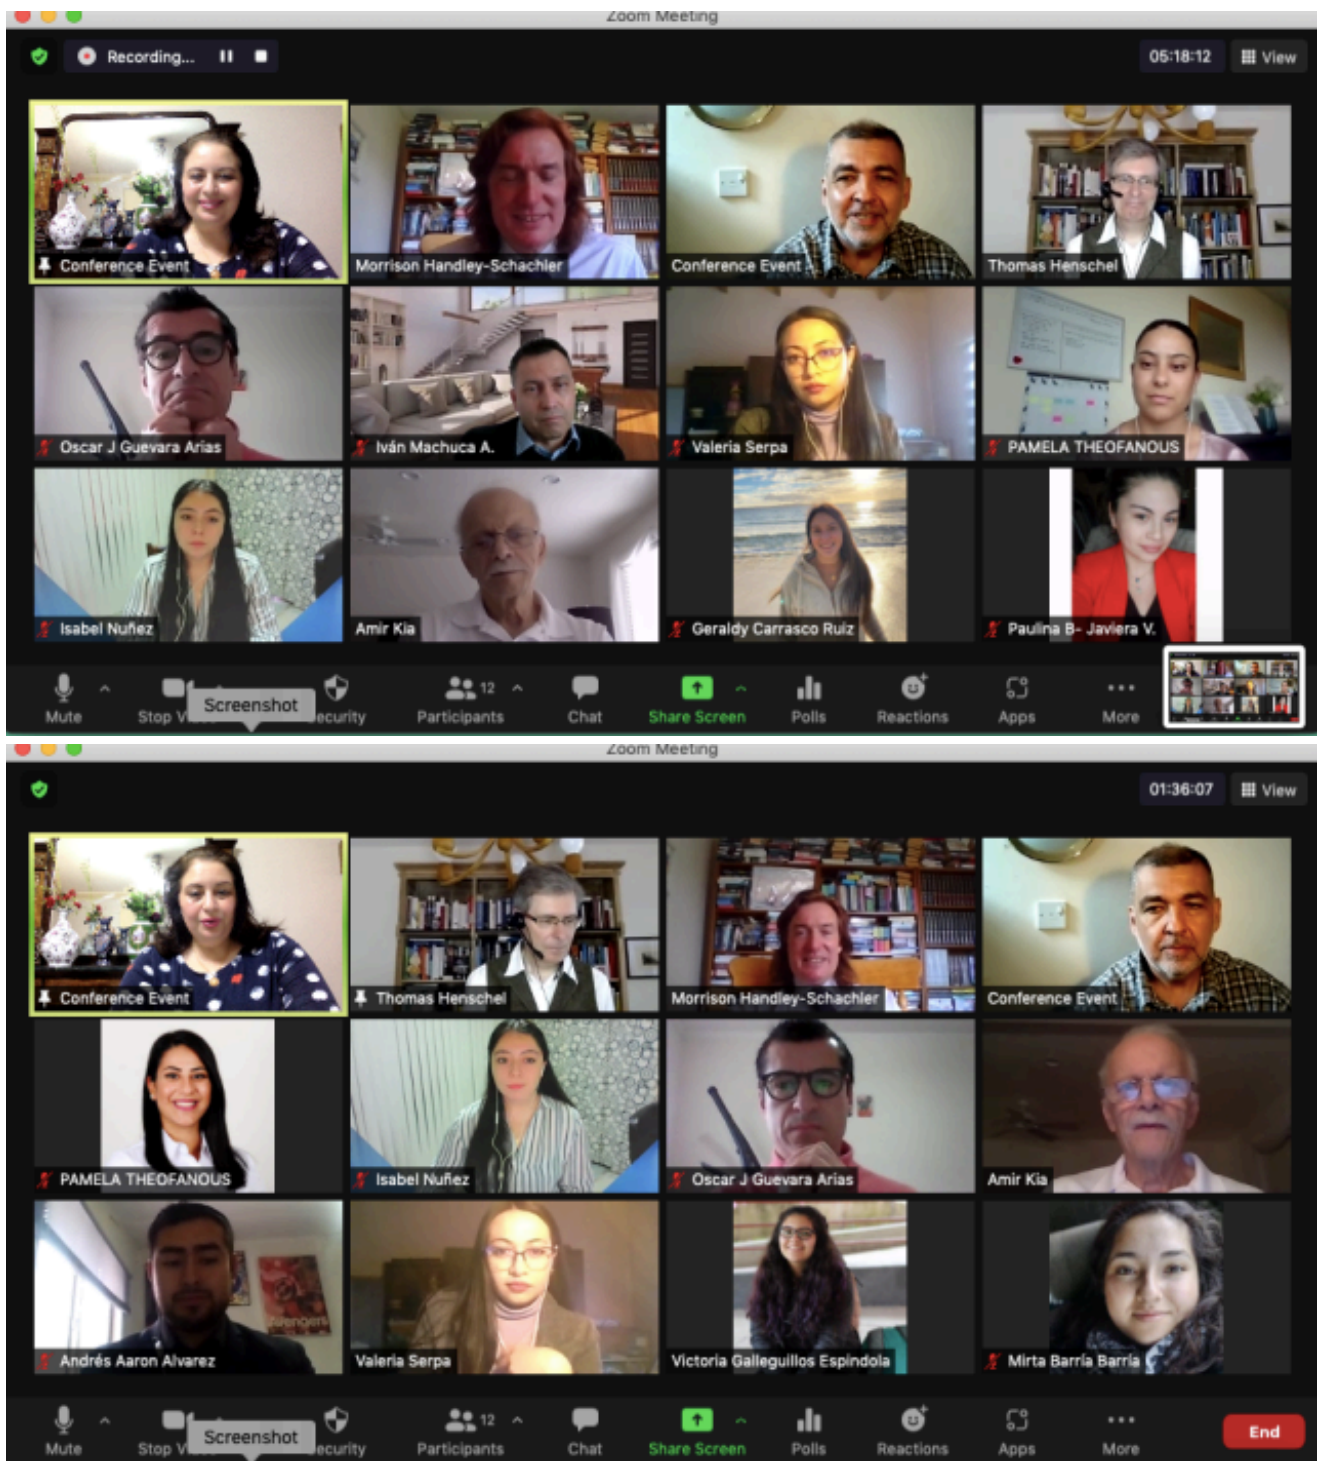 Zoom Meeting
Recording...
05:18:12 View
Conference Event Morrison Handley-Schachler Conference Event Thomas Henschel
Oscar J Guevara Arias Iván Machuca A. Valeria Serpa PAMELA THEOFANOUS
Isabel Nuñez Amir Kia Geraldy Carrasco Ruiz Paulina B- Javiera V.
Screenshot
Mute Stop V ecurity 12 Participants Chat Share Screen Polls Reactions Apps More
Zoom Meeting
01:36:07 View
Conference Event Thomas Henschel Morrison Handley-Schachler Conference Event
PAMELA THEOFANOUS Isabel Nuñez Oscar J Guevara Arias Amir Kia
Avengers
Andrés Aaron Alvarez Valeria Serpa Victoria Galleguillos Espindola Mirta Barría Barría
Screenshot
Mute Stop V ecurity 12 Participants Chat Share Screen Polls Reactions Apps More End